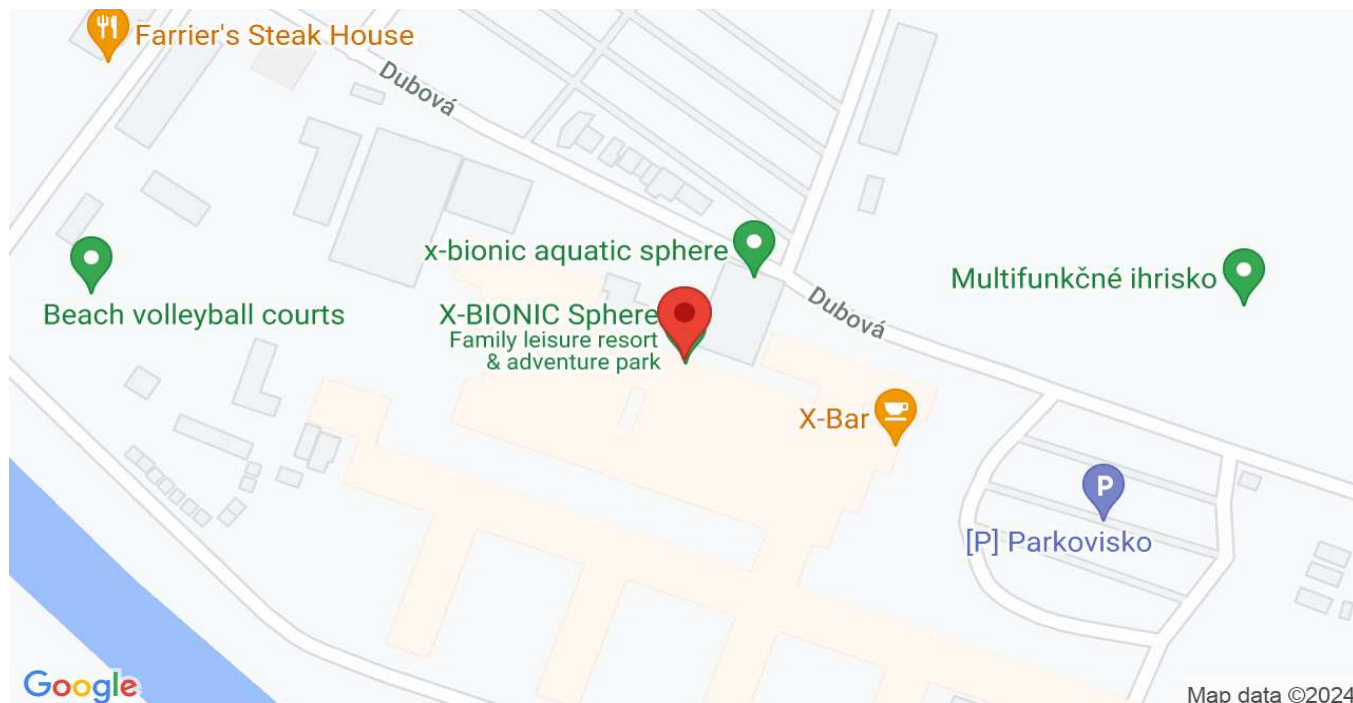 Farrier's Steak House
Dubová
x-bionic aquatic sphere
Multifunkčné ihrisko
Dubová
Beach volleyball courts
X-BIONIC Sphere
Family leisure resort
& adventure park
X-Bar
P
[P] Parkovisko
Google
Map data ©2024